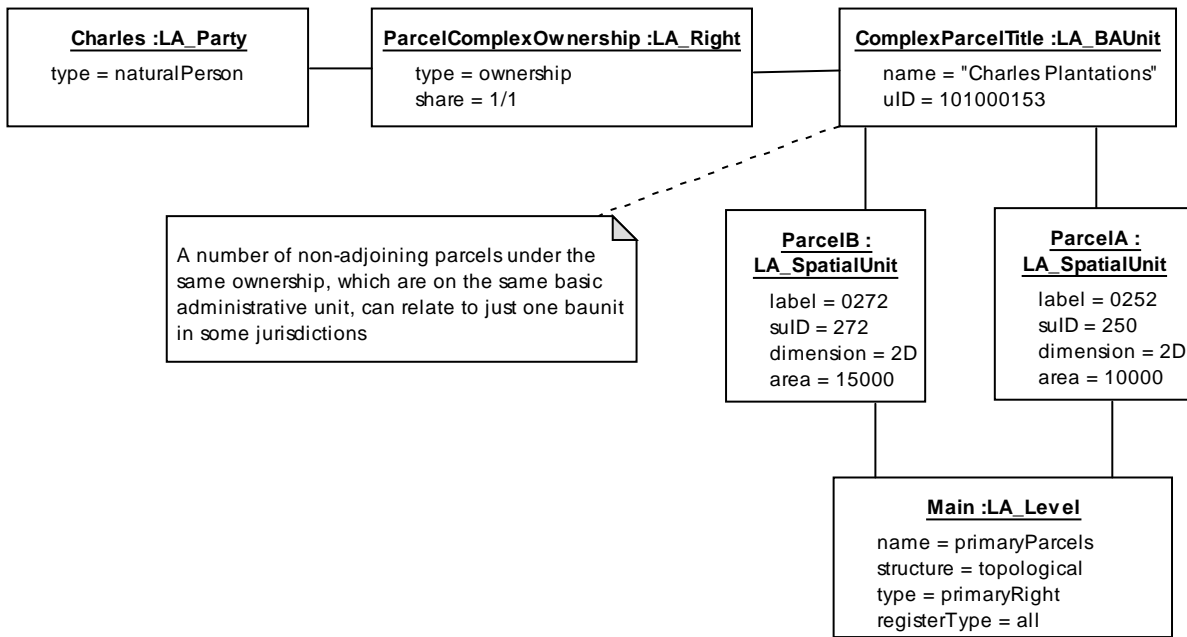 Charles :LA_Party
type = naturalPerson
ParcelComplexOwnership :LA_Right
type = ownership
share = 1/1
ComplexParcelTitle :LA_BAUnit
name = "Charles Plantations"
uID = 101000153
A number of non-adjoining parcels under the
same ownership, which are on the same basic
administrative unit, can relate to just one baunit
in some jurisdictions
ParcelB :
LA_SpatialUnit
label = 0272
suID = 272
dimension = 2D
area = 15000
ParcelA :
LA_SpatialUnit
label = 0252
suID = 250
dimension = 2D
area = 10000
Main :LA_Level
name = primaryParcels
structure = topological
type = primaryRight
registerType = all